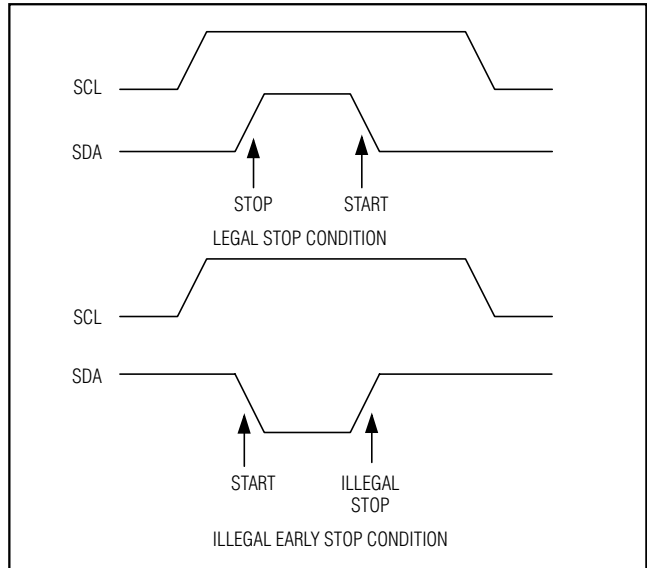 SCL
SDA
STOP
START
LEGAL STOP CONDITION
SCL
SDA
START
ILLEGAL
STOP
ILLEGAL EARLY STOP CONDITION